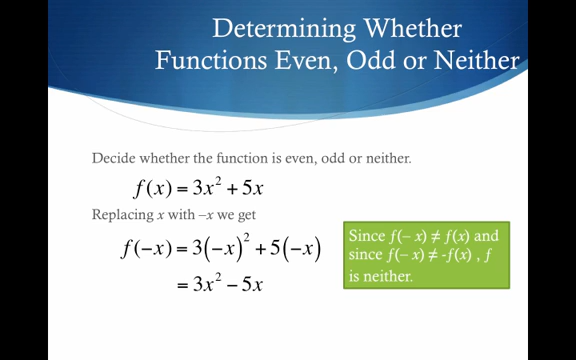 Determining Whether
Functions Even, Odd or Neither
Decide whether the function is even, odd or neither.
f(x) = 3x² + 5x
Replacing x with –x we get
f(−x) = 3(−x)² + 5(−x)
= 3x² − 5x
Since f(– x) ≠ f(x) and
since f(– x) ≠ -f(x) , f
is neither.